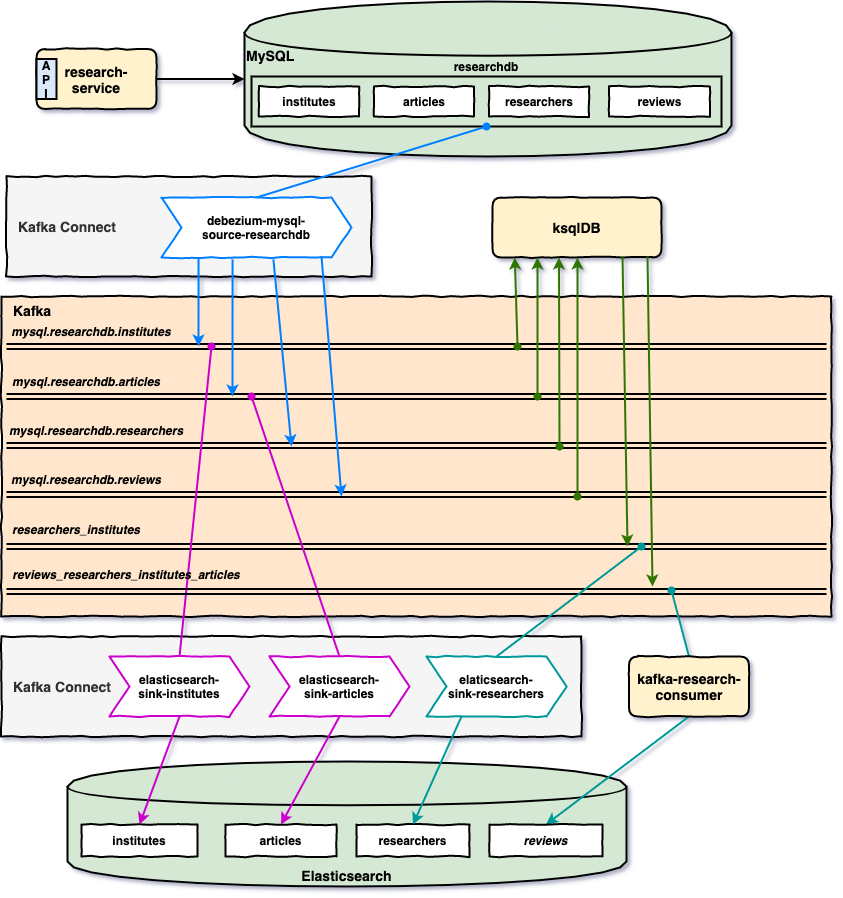 MySQL
researchdb
A
P
I
research-
service
institutes
articles
researchers
reviews
Kafka Connect
debezium-mysql-
source-researchdb
ksqlDB
Kafka
mysql.researchdb.institutes
mysql.researchdb.articles
mysql.researchdb.researchers
mysql.researchdb.reviews
researchers_institutes
reviews_researchers_institutes_articles
Kafka Connect
elasticsearch-
sink-institutes
elasticsearch-
sink-articles
elaticsearch-
sink-researchers
kafka-research-
consumer
institutes
articles
researchers
reviews
Elasticsearch